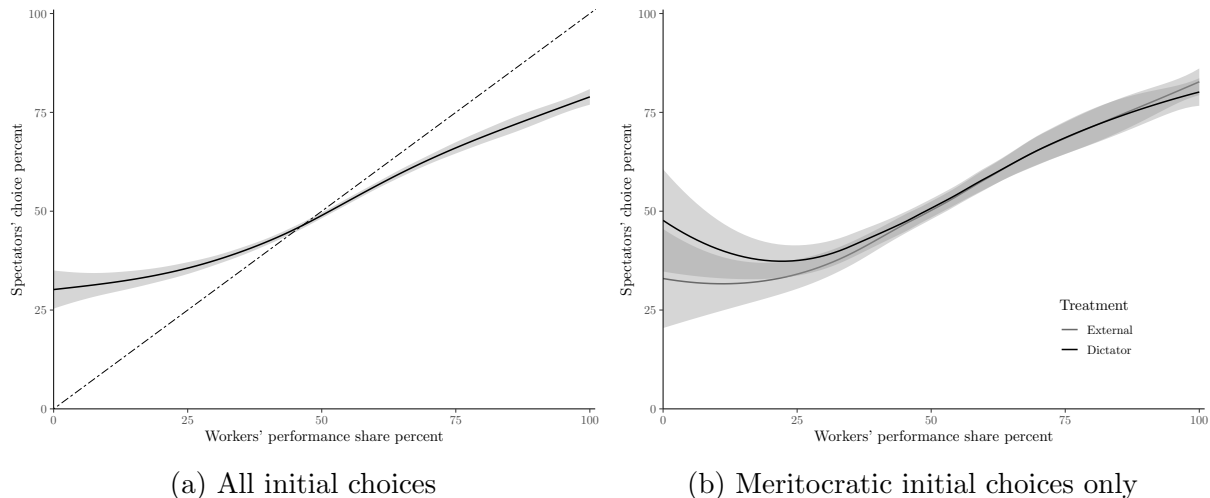 100
75
50
25
0
Spectators' choice percent
0
25
50
75
100
Workers' performance share percent
(a) All initial choices
100
75
50
25
0
Spectators' choice percent
Treatment
External
Dictator
0
25
50
75
100
Workers' performance share percent
(b) Meritocratic initial choices only